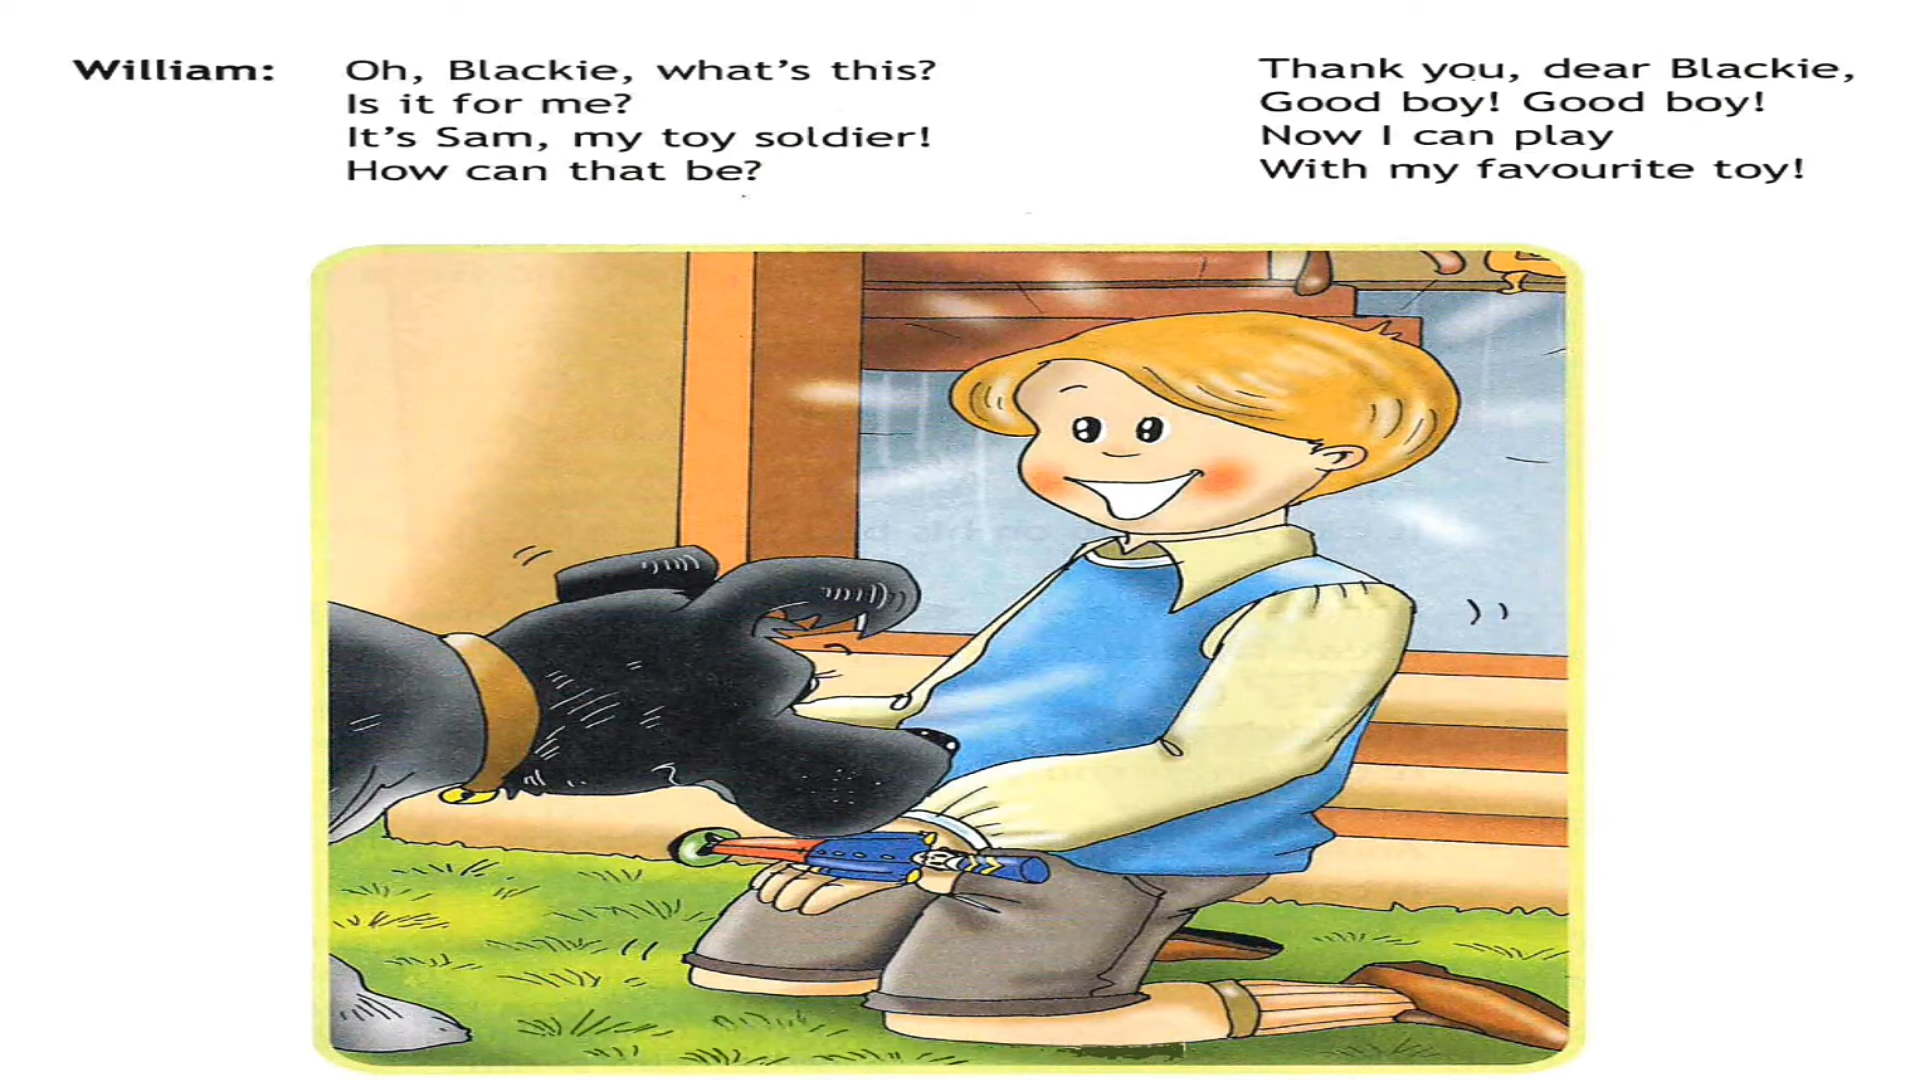 William:
Oh, Blackie, what's this?
Is it for me?
It's Sam, my toy soldier!
How can that be?
Thank you, dear Blackie,
Good boy! Good boy!
Now I can play
With my favourite toy!